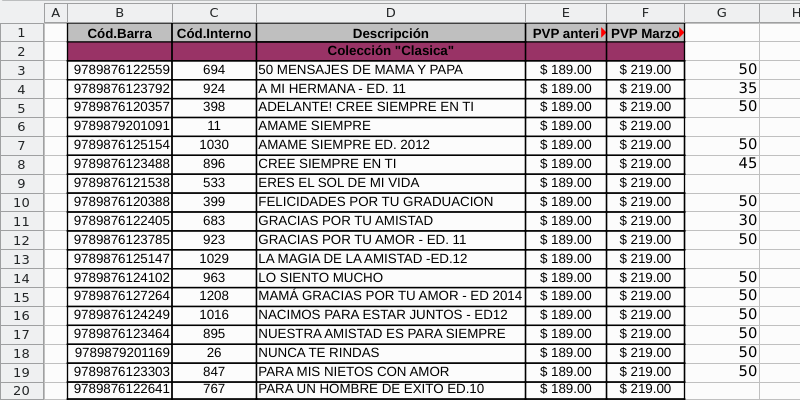 A B C D E F G H
1 Cód.Barra Cód.Interno Descripción PVP anteri PVP Marzo
2 Colección "Clasica"
3 9789876122559 694 50 MENSAJES DE MAMA Y PAPA $ 189.00 $ 219.00 50
4 9789876123792 924 A MI HERMANA - ED. 11 $ 189.00 $ 219.00 35
5 9789876120357 398 ADELANTE! CREE SIEMPRE EN TI $ 189.00 $ 219.00 50
6 9789879201091 11 AMAME SIEMPRE $ 189.00 $ 219.00
7 9789876125154 1030 AMAME SIEMPRE ED. 2012 $ 189.00 $ 219.00 50
8 9789876123488 896 CREE SIEMPRE EN TI $ 189.00 $ 219.00 45
9 9789876121538 533 ERES EL SOL DE MI VIDA $ 189.00 $ 219.00
10 9789876120388 399 FELICIDADES POR TU GRADUACION $ 189.00 $ 219.00 50
11 9789876122405 683 GRACIAS POR TU AMISTAD $ 189.00 $ 219.00 30
12 9789876123785 923 GRACIAS POR TU AMOR - ED. 11 $ 189.00 $ 219.00 50
13 9789876125147 1029 LA MAGIA DE LA AMISTAD -ED.12 $ 189.00 $ 219.00
14 9789876124102 963 LO SIENTO MUCHO $ 189.00 $ 219.00 50
15 9789876127264 1208 MAMÁ GRACIAS POR TU AMOR - ED 2014 $ 189.00 $ 219.00 50
16 9789876124249 1016 NACIMOS PARA ESTAR JUNTOS - ED12 $ 189.00 $ 219.00 50
17 9789876123464 895 NUESTRA AMISTAD ES PARA SIEMPRE $ 189.00 $ 219.00 50
18 9789879201169 26 NUNCA TE RINDAS $ 189.00 $ 219.00 50
19 9789876123303 847 PARA MIS NIETOS CON AMOR $ 189.00 $ 219.00 50
20 9789876122641 767 PARA UN HOMBRE DE EXITO ED.10 $ 189.00 $ 219.00